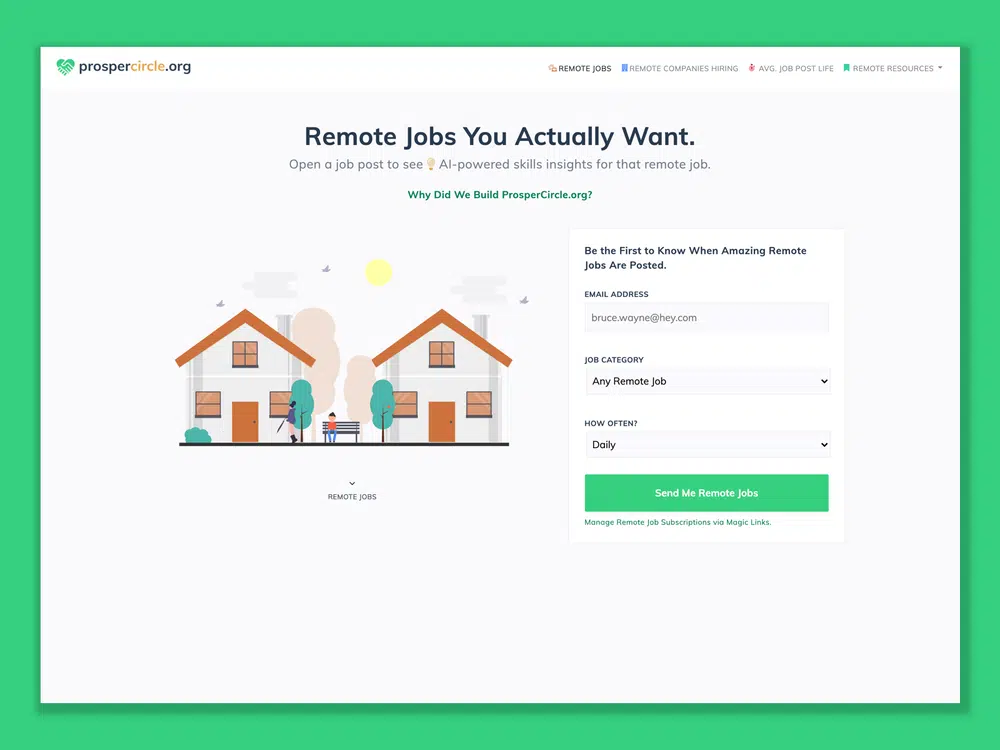 prospercircle.org
REMOTE JOBS
REMOTE COMPANIES HIRING
AVG. JOB POST LIFE
REMOTE RESOURCES
Remote Jobs You Actually Want.
Open a job post to see AI-powered skills insights for that remote job.
Why Did We Build ProsperCircle.org?
Be the First to Know When Amazing Remote
Jobs Are Posted.
EMAIL ADDRESS
bruce.wayne@hey.com
JOB CATEGORY
Any Remote Job
HOW OFTEN?
Daily
Send Me Remote Jobs
Manage Remote Job Subscriptions via Magic Links.
REMOTE JOBS